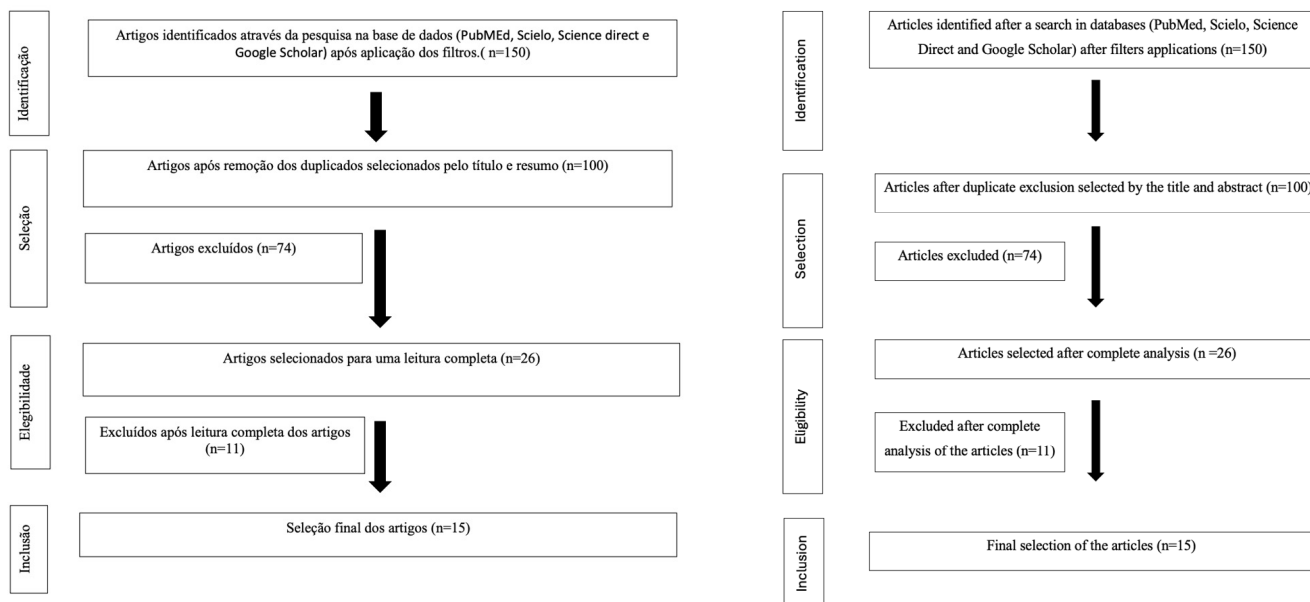 Identificação
Artigos identificados através da pesquisa na base de dados (PubMEd, Scielo, Science direct e
Google Scholar) após aplicação dos filtros.( n=150)
Seleção
Artigos após remoção dos duplicados selecionados pelo título e resumo (n=100)
Artigos excluídos (n=74)
Elegibilidade
Artigos selecionados para uma leitura completa (n=26)
Excluídos após leitura completa dos artigos
(n=11)
Inclusão
Seleção final dos artigos (n=15)
Identification
Articles identified after a search in databases (PubMed, Scielo, Science
Direct and Google Scholar) after filters applications (n=150)
Selection
Articles after duplicate exclusion selected by the title and abstract (n=100)
Articles excluded (n=74)
Eligibility
Articles selected after complete analysis (n =26)
Excluded after complete
analysis of the articles (n=11)
Inclusion
Final selection of the articles (n=15)